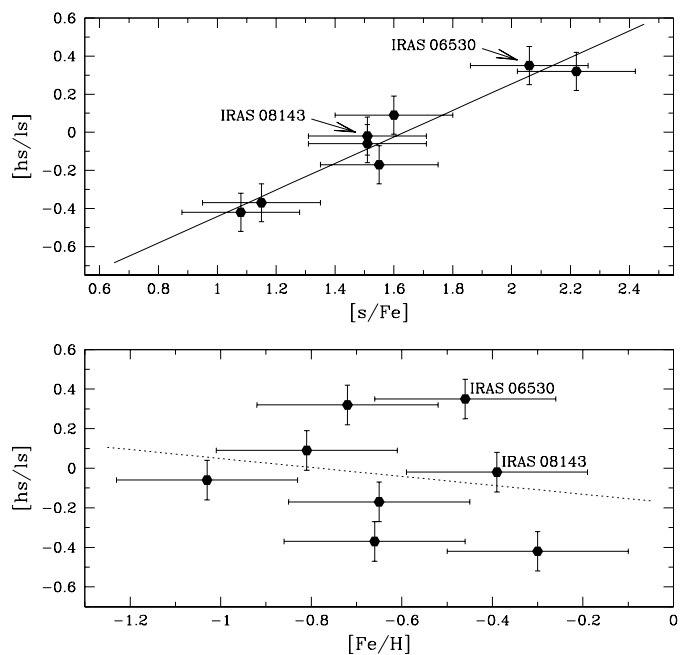 0.6
0.4
0.2
0
-0.2
-0.4
-0.6
[hs/ls]
IRAS 06530
IRAS 08143
0.6 0.8 1 1.2 1.4 1.6 1.8 2 2.2 2.4
[s/Fe]
0.6
0.4
0.2
0
-0.2
-0.4
-0.6
[hs/ls]
IRAS 06530
IRAS 08143
-1.2 -1 -0.8 -0.6 -0.4 -0.2 0
[Fe/H]